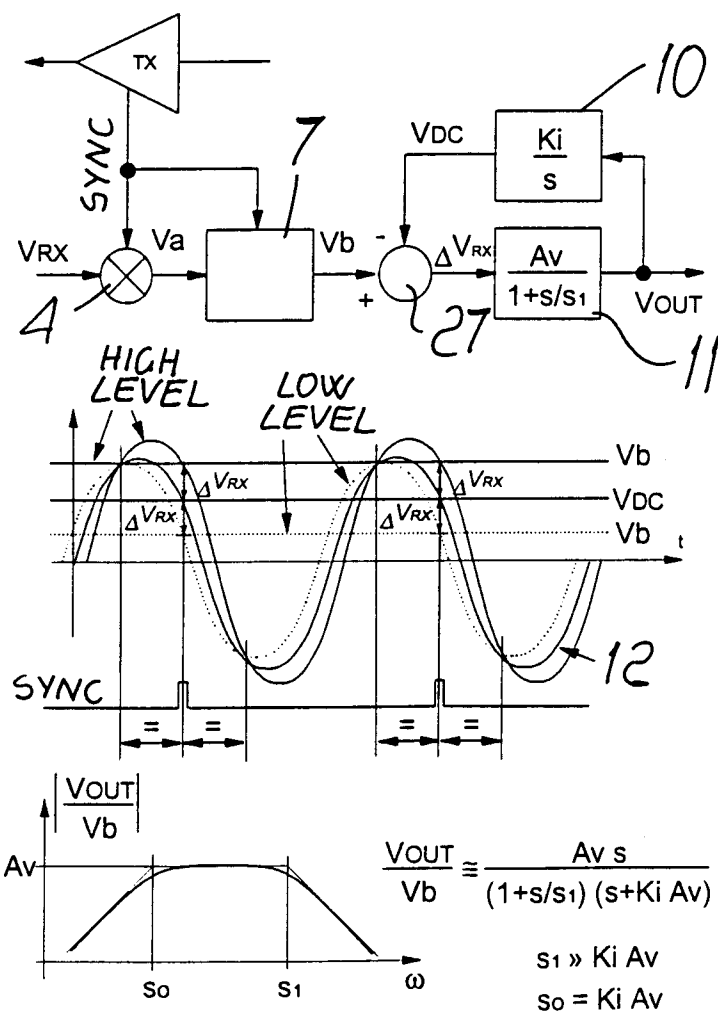 TX
10
7
SYNC
VDC
Ki
s
VRX
Va
Vb
-
ΔVRX
Av
1+s/s1
+
VOUT
4
27
11
HIGH
LEVEL
LOW
LEVEL
Vb
ΔVRX
ΔVRX
VDC
ΔVRX
ΔVRX
Vb
t
12
SYNC
= = = =
|VOUT
Vb|
Av
s0 s1 ω
VOUT
Vb
≅
Av s
(1+s/s1) (s+Ki Av)
s1 » Ki Av
s0 = Ki Av